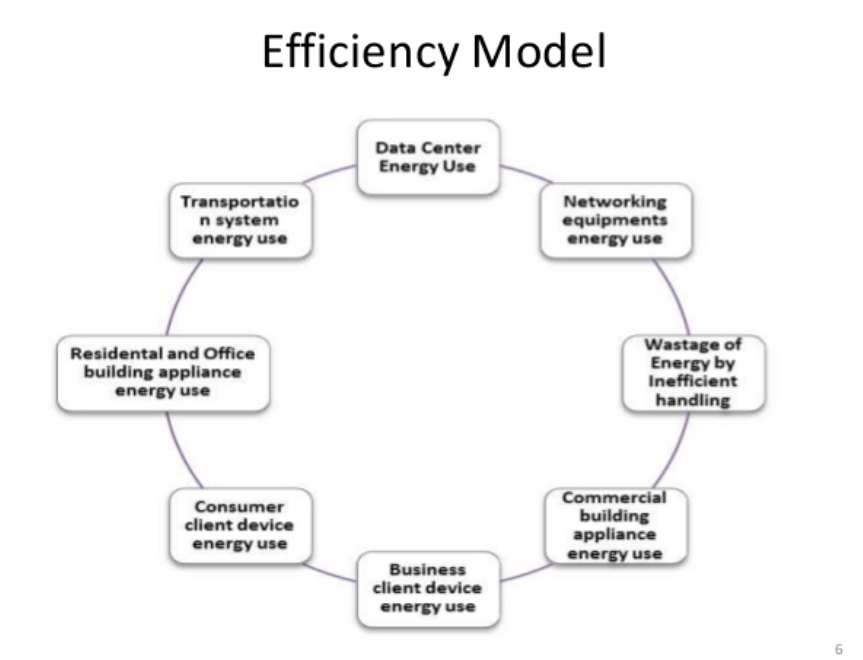 Efficiency Model
Data Center
Energy Use
Networking
equipments
energy use
Wastage of
Energy by
Inefficient
handling
Commercial
building
appliance
energy use
Business
client device
energy use
Consumer
client device
energy use
Residental and Office
building appliance
energy use
Transportatio
n system
energy use
6